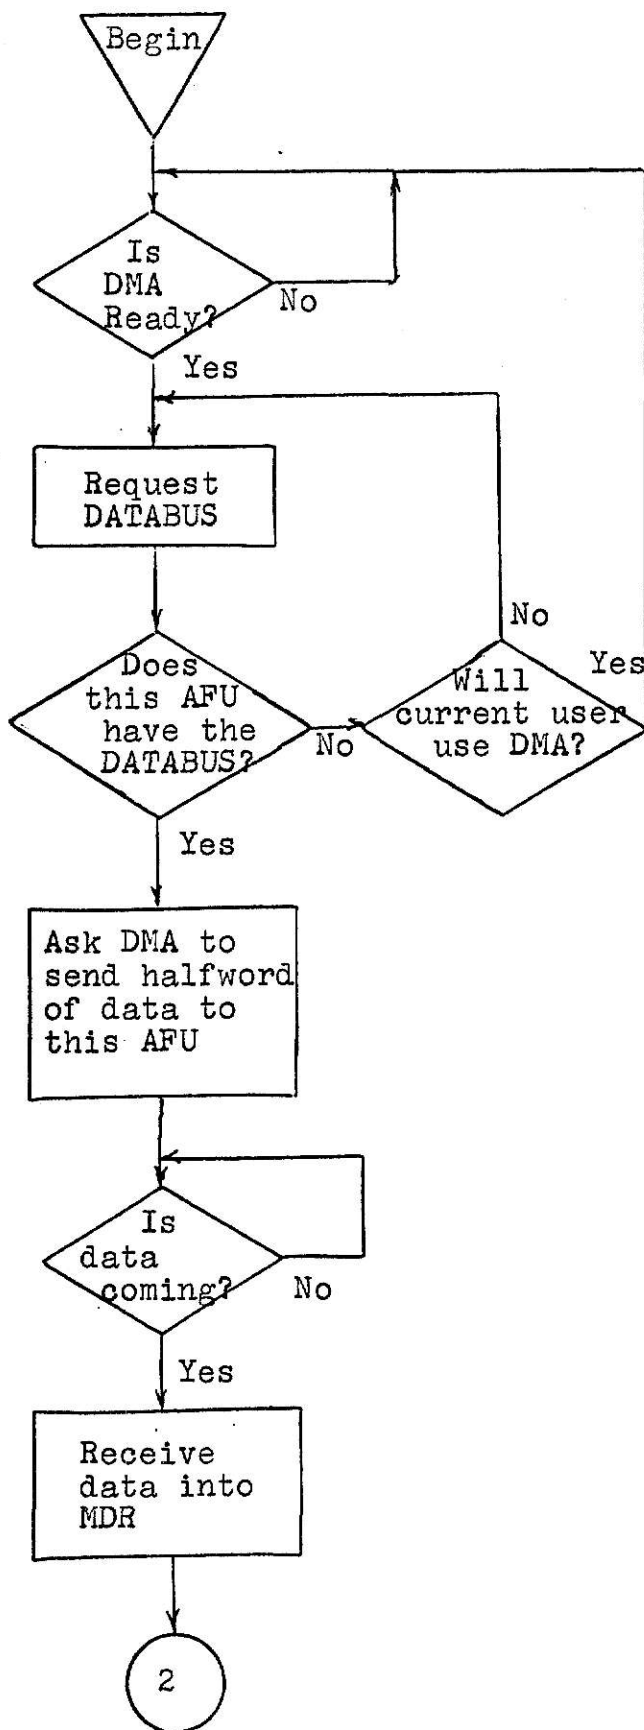 Begin
Is
DMA
Ready?
No
Yes
Request
DATABUS
Does
this AFU
have the
DATABUS?
No
Will
current user
use DMA?
No
Yes
Yes
Ask DMA to
send halfword
of data to
this AFU
Is
data
coming?
No
Yes
Receive
data into
MDR
2